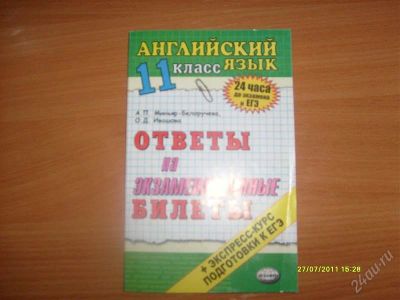 АНГЛИЙСКИЙ
11 КЛАСС ЯЗЫК
24 часа
до экзамена
к ЕГЭ
А. П. Миньяр-Белоручева,
О. Д. Ивашова
ОТВЕТЫ
на
ЭКЗАМЕНАЦИОННЫЕ
БИЛЕТЫ
+ ЭКСПРЕСС-КУРС
ПОДГОТОВКИ К ЕГЭ
27/07/2011 15:28
24au.ru